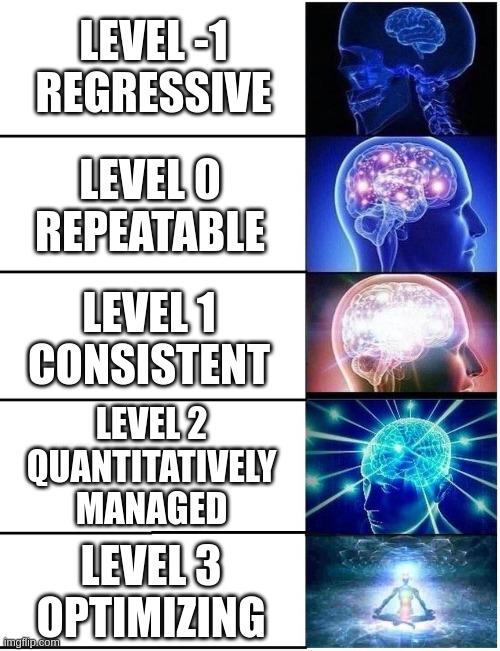 LEVEL -1
REGRESSIVE
LEVEL 0
REPEATABLE
LEVEL 1
CONSISTENT
LEVEL 2
QUANTITATIVELY
MANAGED
LEVEL 3
OPTIMIZING
imgflip.com